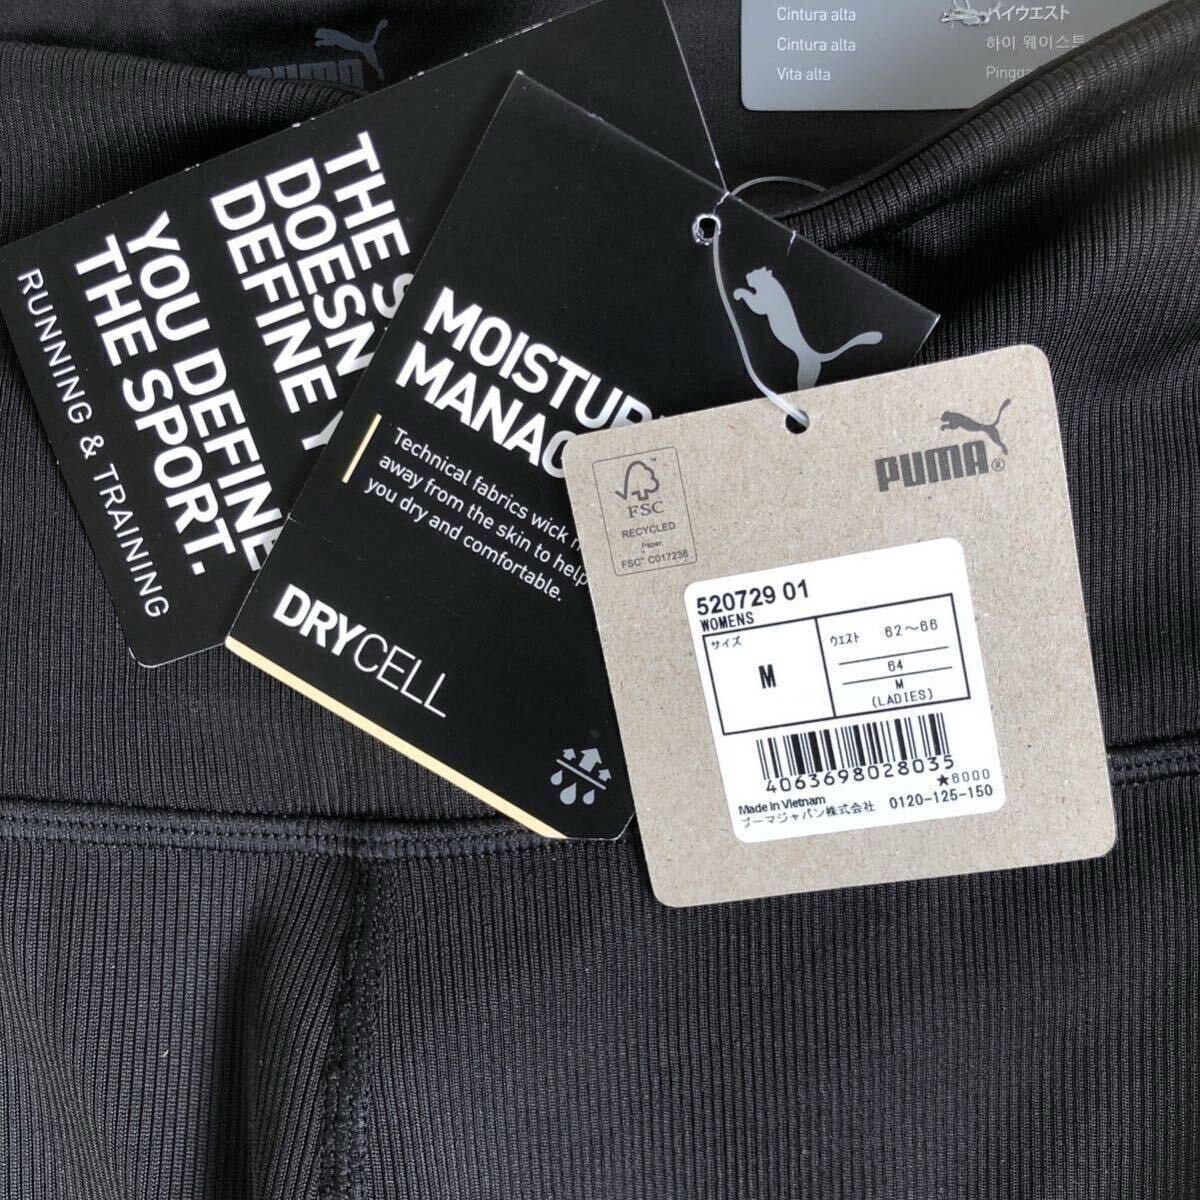 Cintura alta
Cintura alta
Vita alta
ハイウエスト
하이 웨이스트
PUMA
THE
DOESN'T
DEFINE
YOU DEFINE
THE SPORT.
RUNNING & TRAINING
MOISTURE
Technical fabrics wick
away from the skin to help
you dry and comfortable.
DRYCELL
FSC
RECYCLED
Paper
FSC™ C017236
PUMA®
520729 01
WOMENS
サイズ
M
ウエスト 62～66
64
M
(LADIES)
4063698028035
★6000
Made in Vietnam
プーマジャパン株式会社 0120-125-150